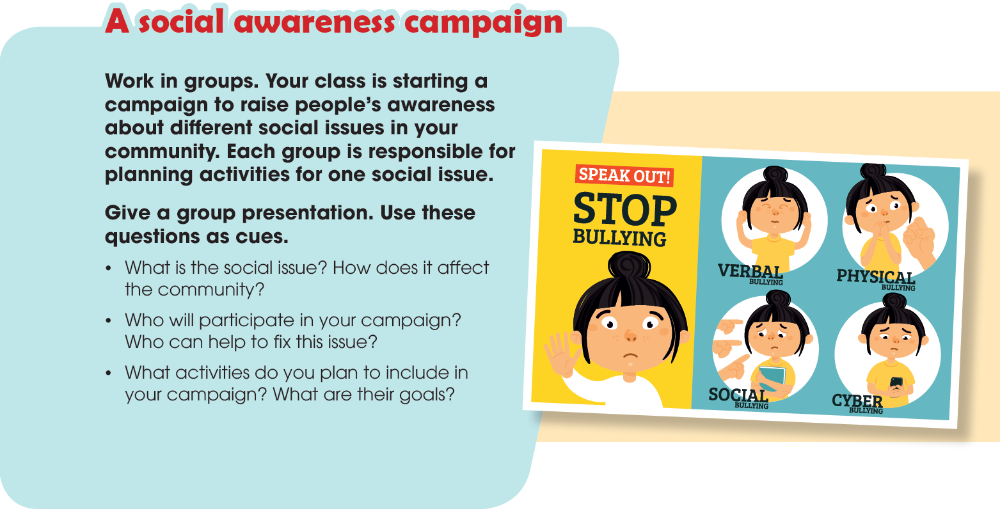 A social awareness campaign
Work in groups. Your class is starting a
campaign to raise people’s awareness
about different social issues in your
community. Each group is responsible for
planning activities for one social issue.
Give a group presentation. Use these
questions as cues.
• What is the social issue? How does it affect
the community?
• Who will participate in your campaign?
Who can help to fix this issue?
• What activities do you plan to include in
your campaign? What are their goals?
SPEAK OUT!
STOP
BULLYING
VERBAL
BULLYING
PHYSICAL
BULLYING
SOCIAL
BULLYING
CYBER
BULLYING